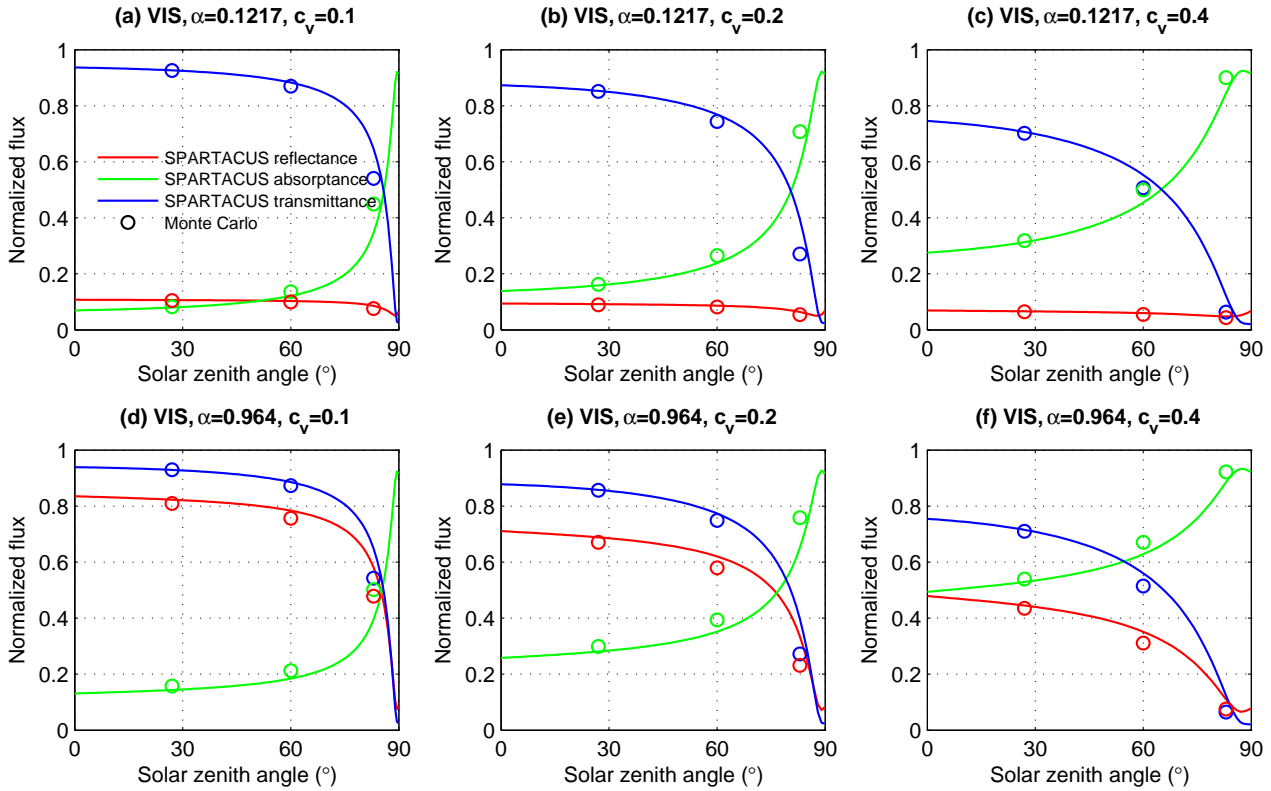 (a) VIS, α=0.1217, cv=0.1
(b) VIS, α=0.1217, cv=0.2
(c) VIS, α=0.1217, cv=0.4
Normalized flux
1
0.8
0.6
0.4
0.2
0
SPARTACUS reflectance
SPARTACUS absorptance
SPARTACUS transmittance
Monte Carlo
0 30 60 90
Solar zenith angle (°)
Normalized flux
1
0.8
0.6
0.4
0.2
0
0 30 60 90
Solar zenith angle (°)
Normalized flux
1
0.8
0.6
0.4
0.2
0
0 30 60 90
Solar zenith angle (°)
(d) VIS, α=0.964, cv=0.1
(e) VIS, α=0.964, cv=0.2
(f) VIS, α=0.964, cv=0.4
Normalized flux
1
0.8
0.6
0.4
0.2
0
0 30 60 90
Solar zenith angle (°)
Normalized flux
1
0.8
0.6
0.4
0.2
0
0 30 60 90
Solar zenith angle (°)
Normalized flux
1
0.8
0.6
0.4
0.2
0
0 30 60 90
Solar zenith angle (°)